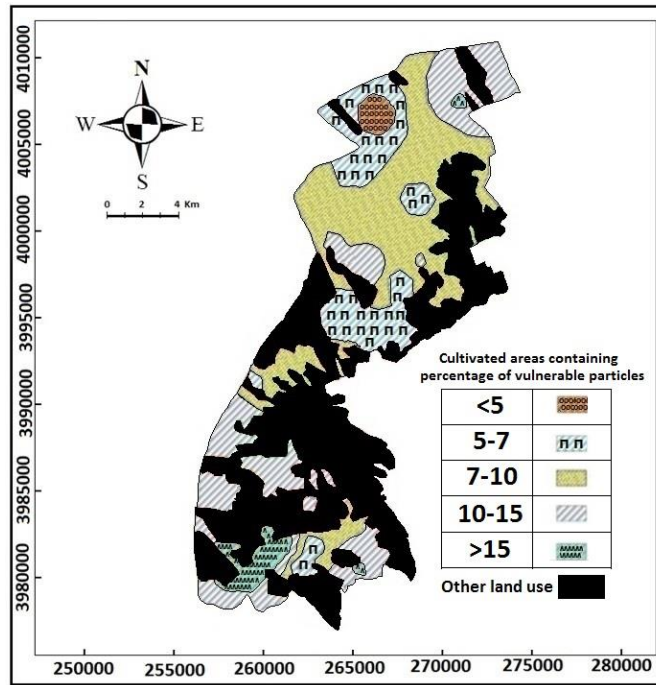 4010000
4005000
4000000
3995000
3990000
3985000
3980000
N
W E
S
0 2 4 Km
Cultivated areas containing
percentage of vulnerable particles
<5
5-7
7-10
10-15
>15
Other land use
250000 255000 260000 265000 270000 275000 280000